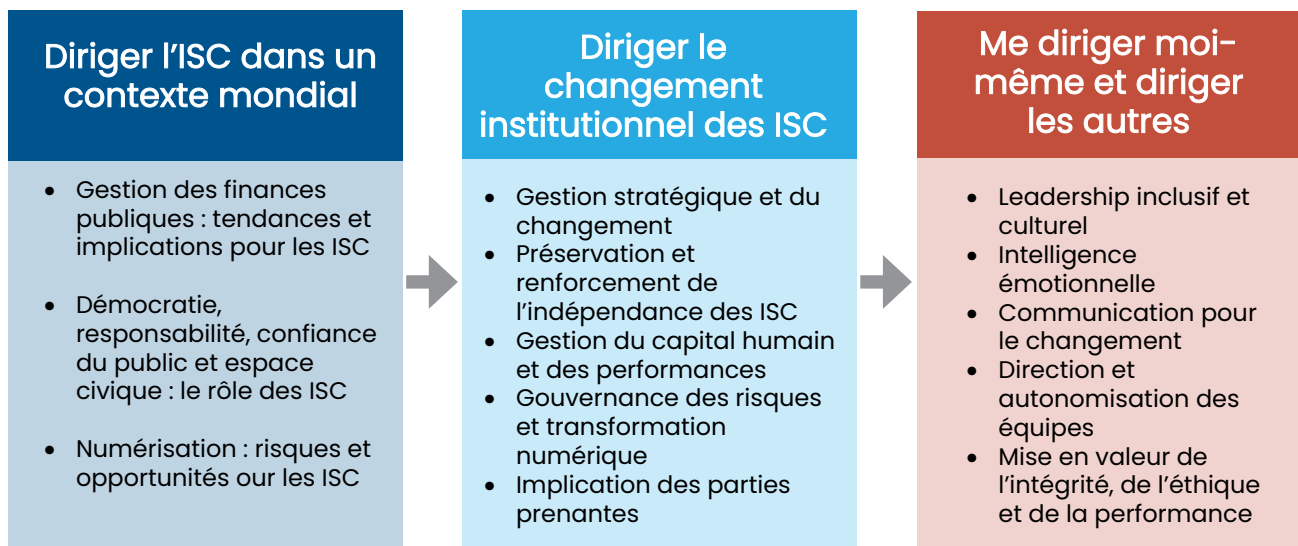 Diriger l'ISC dans un
contexte mondial
• Gestion des finances
publiques : tendances et
implications pour les ISC
• Démocratie,
responsabilité, confiance
du public et espace
civique : le rôle des ISC
• Numérisation : risques et
opportunités our les ISC
Diriger le
changement
institutionnel des ISC
• Gestion stratégique et du
changement
• Préservation et
renforcement de
l'indépendance des ISC
• Gestion du capital humain
et des performances
• Gouvernance des risques
et transformation
numérique
• Implication des parties
prenantes
Me diriger moi-
même et diriger
les autres
• Leadership inclusif et
culturel
• Intelligence
émotionnelle
• Communication pour
le changement
• Direction et
autonomisation des
équipes
• Mise en valeur de
l'intégrité, de l'éthique
et de la performance